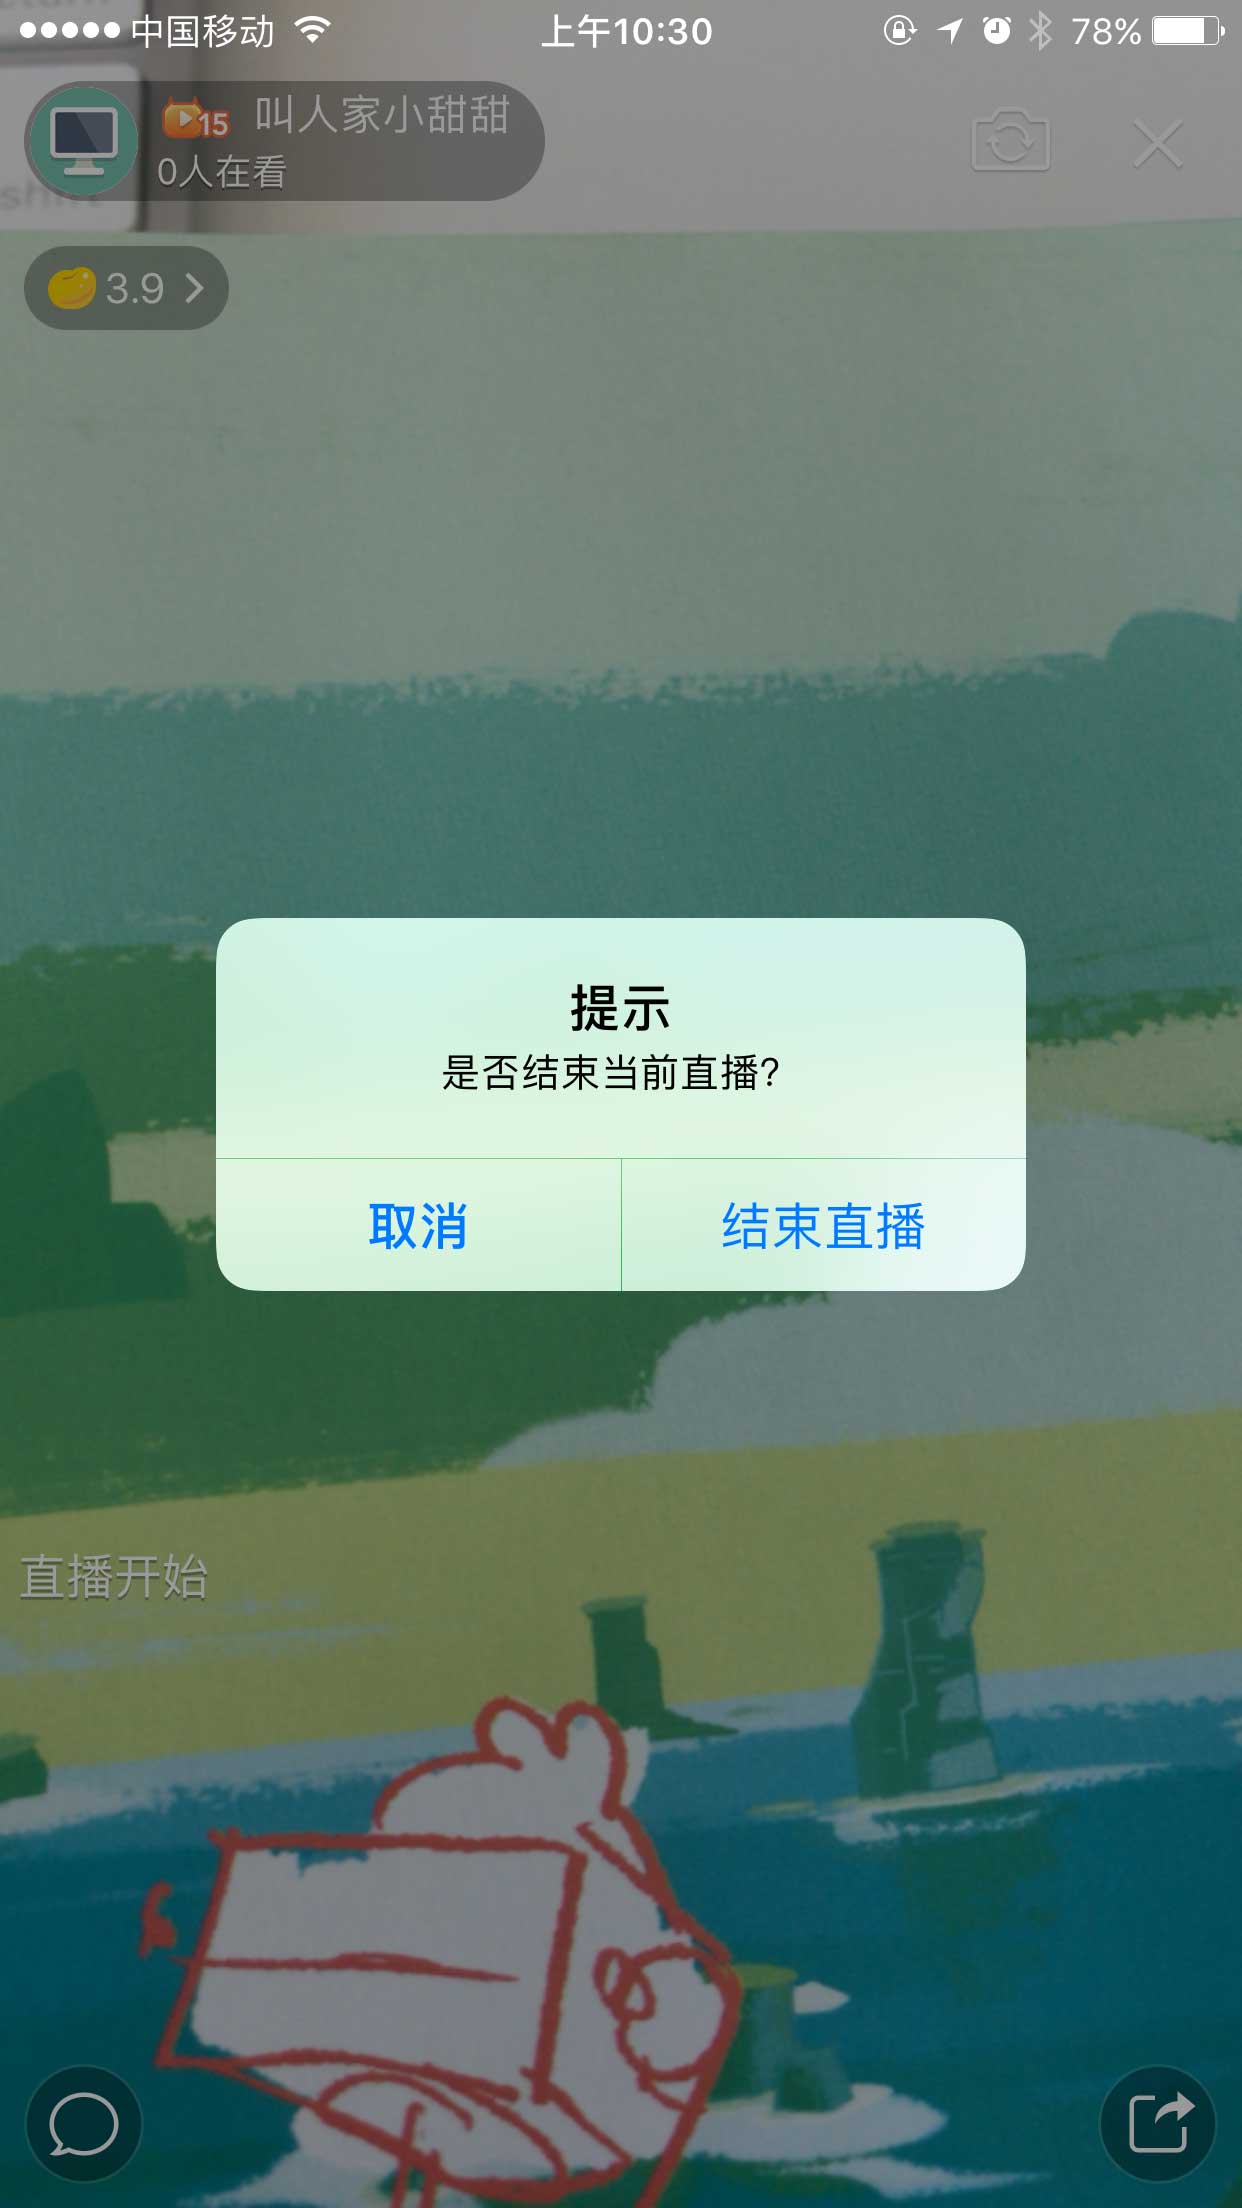 中国移动
上午10:30
78%
15 叫人家小甜甜
0人在看
shift
3.9
提示
是否结束当前直播?
取消
结束直播
直播开始